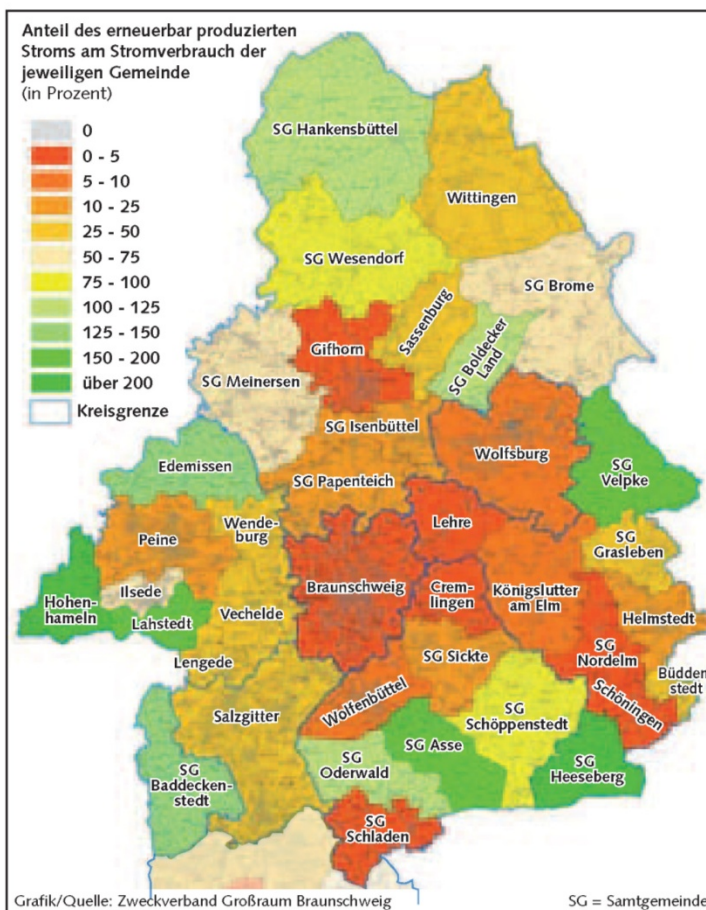 Anteil des erneuerbar produzierten
Stroms am Stromverbrauch der
jeweiligen Gemeinde
(in Prozent)
0
0 - 5
5 - 10
10 - 25
25 - 50
50 - 75
75 - 100
100 - 125
125 - 150
150 - 200
über 200
Kreisgrenze
SG Hankensbüttel
Wittingen
SG Wesendorf
SG Brome
Sassenburg
Gifhorn
SG Boldecker
Land
SG Meinersen
SG Isenbüttel
Wolfsburg
Edemissen
SG Papenteich
SG
Velpke
Wende-
burg
Lehre
Peine
SG
Grasleben
Ilsede
Braunschweig
Crem-
lingen
Königslutter
am Elm
Hohen-
hameln
Lahstedt
Vechelde
Helmstedt
Lengede
SG Sickte
SG
Nordelm
Büdden
stedt
Schöningen
Wolfenbüttel
Salzgitter
SG
Schöppenstedt
SG Asse
SG
Oderwald
SG
Heeseberg
SG
Baddecken-
stedt
SG
Schladen
Grafik/Quelle: Zweckverband Großraum Braunschweig
SG = Samtgemeinde